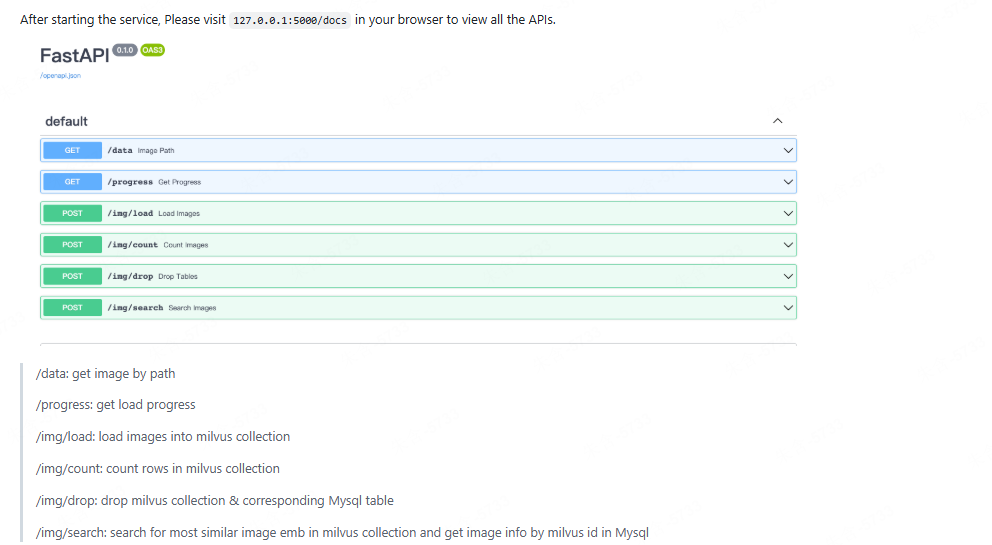 After starting the service, Please visit 127.0.0.1:5000/docs in your browser to view all the APIs.
FastAPI 0.1.0 OAS3
/openapi.json
default
GET /data Image Path
GET /progress Get Progress
POST /img/load Load Images
POST /img/count Count Images
POST /img/drop Drop Tables
POST /img/search Search Images
/data: get image by path
/progress: get load progress
/img/load: load images into milvus collection
/img/count: count rows in milvus collection
/img/drop: drop milvus collection & corresponding Mysql table
/img/search: search for most similar image emb in milvus collection and get image info by milvus id in Mysql